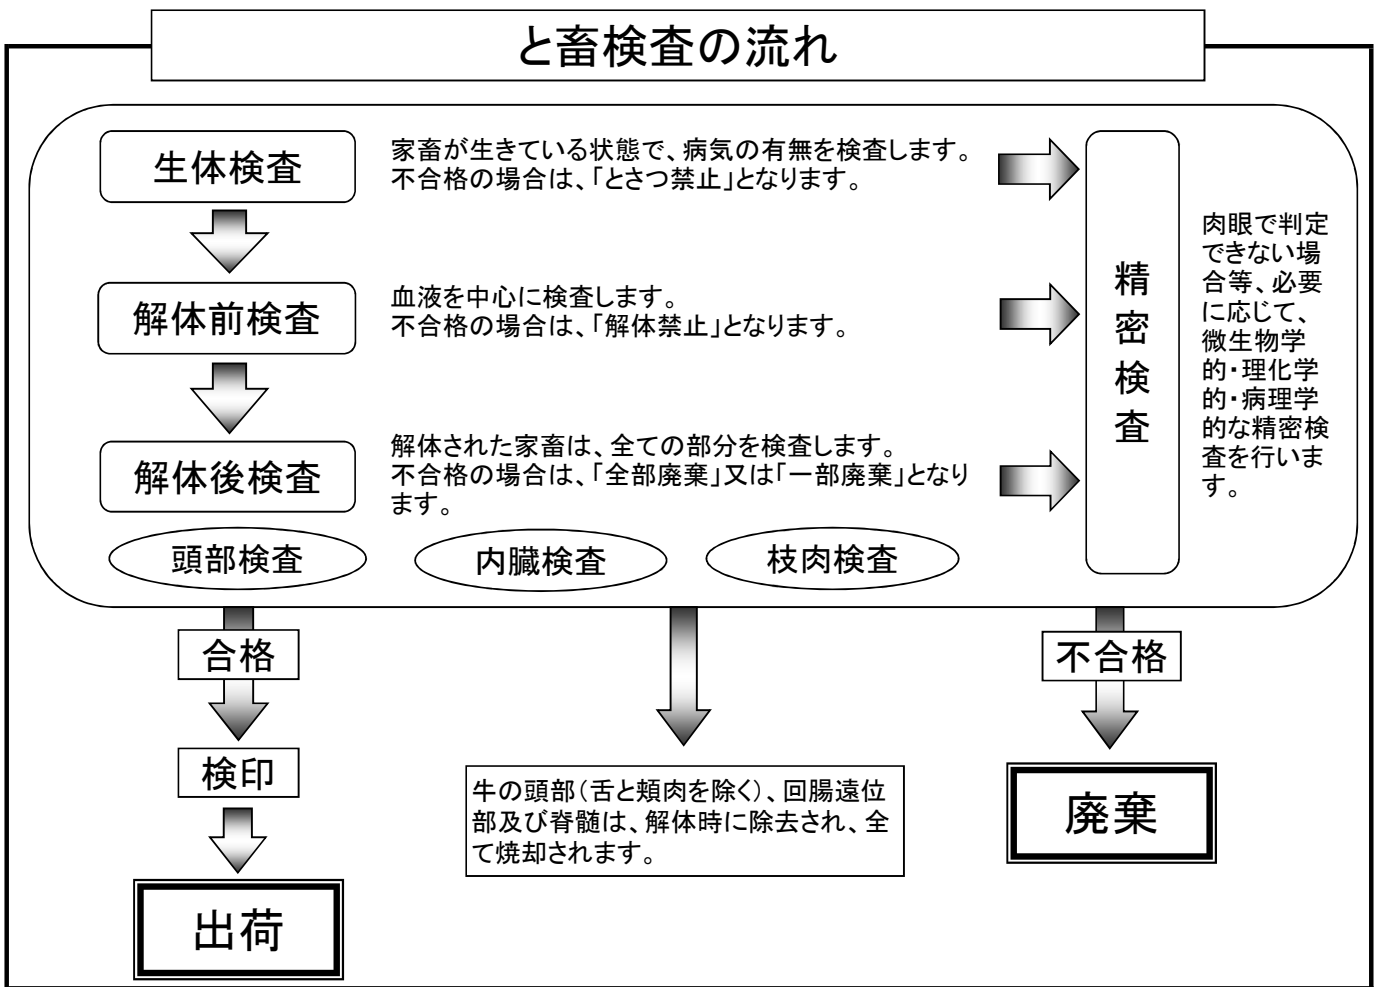 と畜検査の流れ
生体検査
家畜が生きている状態で、病気の有無を検査します。
不合格の場合は、「とさつ禁止」となります。
解体前検査
血液を中心に検査します。
不合格の場合は、「解体禁止」となります。
解体後検査
解体された家畜は、全ての部分を検査します。
不合格の場合は、「全部廃棄」又は「一部廃棄」となり
ます。
頭部検査
内臓検査
枝肉検査
精密検査
肉眼で判定
できない場
合等、必要
に応じて、
微生物学
的・理化学
的・病理学
的な精密検
査を行いま
す。
合格
検印
出荷
牛の頭部（舌と頬肉を除く）、回腸遠位
部及び脊髄は、解体時に除去され、全
て焼却されます。
不合格
廃棄